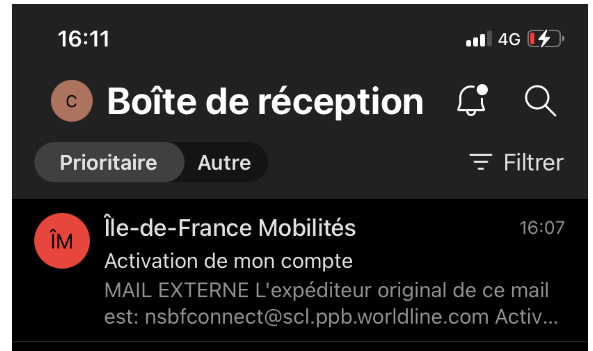 16:11 4G
C Boîte de réception
Prioritaire Autre Filtrer
ÎM Île-de-France Mobilités 16:07
Activation de mon compte
MAIL EXTERNE L'expéditeur original de ce mail
est: nsbfconnect@scl.ppb.worldline.com Activ...